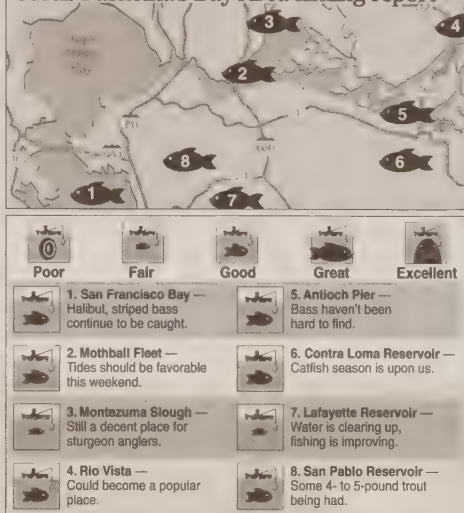 Bay Area fishing report
3
4
2
5
8
6
1
7
Poor
Fair
Good
Great
Excellent
1. San Francisco Bay —
Halibut, striped bass
continue to be caught.
2. Mothball Fleet —
Tides should be favorable
this weekend.
3. Montezuma Slough —
Still a decent place for
sturgeon anglers.
4. Rio Vista —
Could become a popular
place.
5. Antioch Pier —
Bass haven't been
hard to find.
6. Contra Loma Reservoir —
Catfish season is upon us.
7. Lafayette Reservoir —
Water is clearing up,
fishing is improving.
8. San Pablo Reservoir —
Some 4- to 5-pound trout
being had.